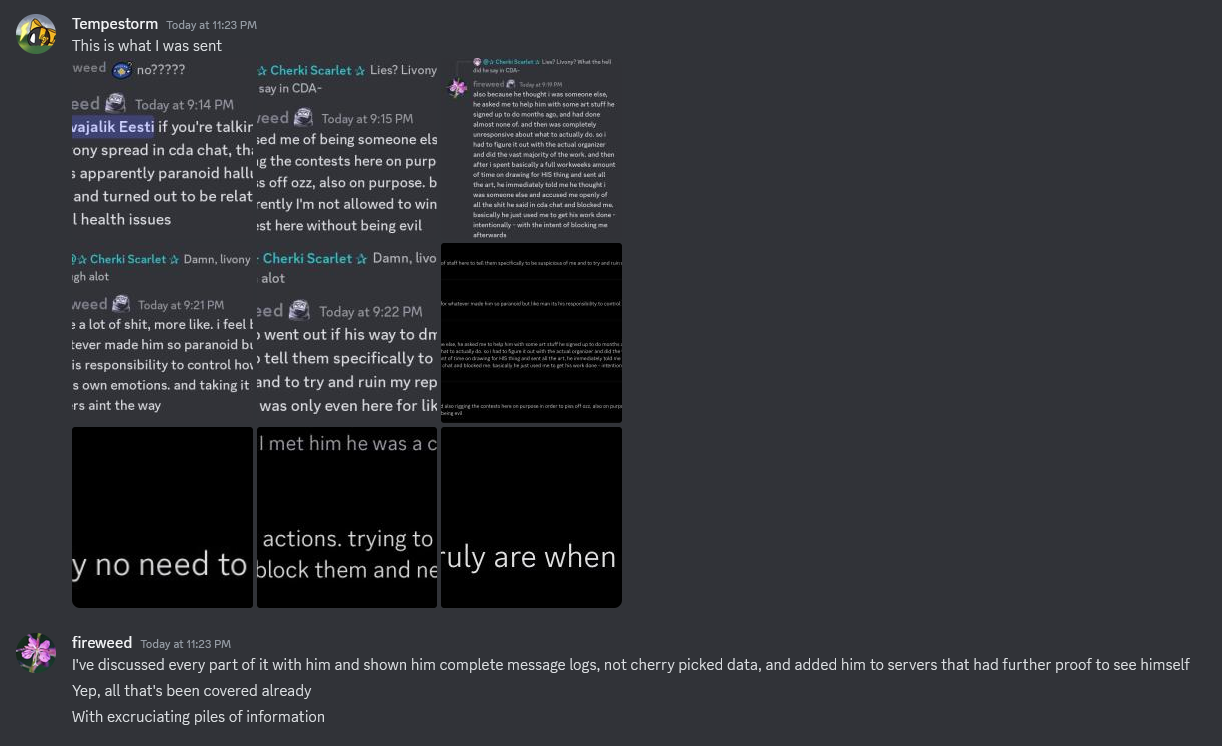 Tempestorm Today at 11:23 PM
This is what I was sent
weed no?????
eed Today at 9:14 PM
vajalik Eesti if you're talkin
ony spread in cda chat, tha
s apparently paranoid hallu
and turned out to be relat
l health issues
☆ Cherki Scarlet ☆ Lies? Livony
say in CDA~
veed Today at 9:15 PM
sed me of being someone els
ng the contests here on purp
ss off ozz, also on purpose. b
rently I'm not allowed to win
est here without being evil
@☆ Cherki Scarlet ☆ Lies? Livony? What the hell
did he say in CDA~
fireweed Today at 9:19 PM
also because he thought i was someone else,
he asked me to help him with some art stuff he
signed up to do months ago, and had done
almost none of. and then was completely
unresponsive about what to actually do. so i
had to figure it out with the actual organizer
and did the vast majority of the work. and then
after i spent basically a full workweeks amount
of time on drawing for HIS thing and sent all
the art, he immediately told me he thought i
was someone else and accused me openly of
all the shit he said in cda chat and blocked me.
basically he just used me to get his work done -
intentionally - with the intent of blocking me
afterwards
@☆ Cherki Scarlet ☆ Damn, livony
gh alot
weed Today at 9:21 PM
e a lot of shit, more like. i feel b
tever made him so paranoid bu
is responsibility to control how
s own emotions. and taking it
rs aint the way
Cherki Scarlet ☆ Damn, livo
alot
eed Today at 9:22 PM
o went out if his way to dm
o tell them specifically to
and to try and ruin my rep
was only even here for lik
of staff here to tell them specifically to be suspicious of me and to try and ruin
for whatever made him so paranoid but like man its his responsibility to control
e else, he asked me to help him with some art stuff he signed up to do months
hat to actually do. so i had to figure it out with the actual organizer and did the
nt of time on drawing for HIS thing and sent all the art, he immediately told me
chat and blocked me. basically he just used me to get his work done - intention
d also rigging the contests here on purpose in order to piss off ozz. also on purp
being evil
y no need to
I met him he was a c
actions. trying to
block them and ne
ruly are when
fireweed Today at 11:23 PM
I've discussed every part of it with him and shown him complete message logs, not cherry picked data, and added him to servers that had further proof to see himself
Yep, all that's been covered already
With excruciating piles of information